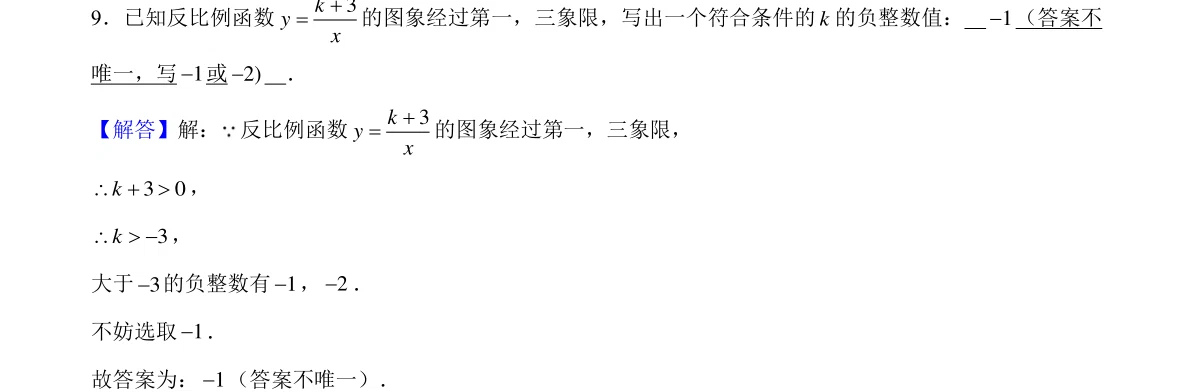 9．已知反比例函数 y = (k+3)/x 的图象经过第一，三象限，写出一个符合条件的 k 的负整数值：__ −1（答案不
唯一，写 −1 或 −2) __．
【解答】解：∵反比例函数 y = (k+3)/x 的图象经过第一，三象限，
∴k+3>0，
∴k>−3，
大于 −3的负整数有 −1，−2．
不妨选取 −1．
故答案为：−1（答案不唯一）．